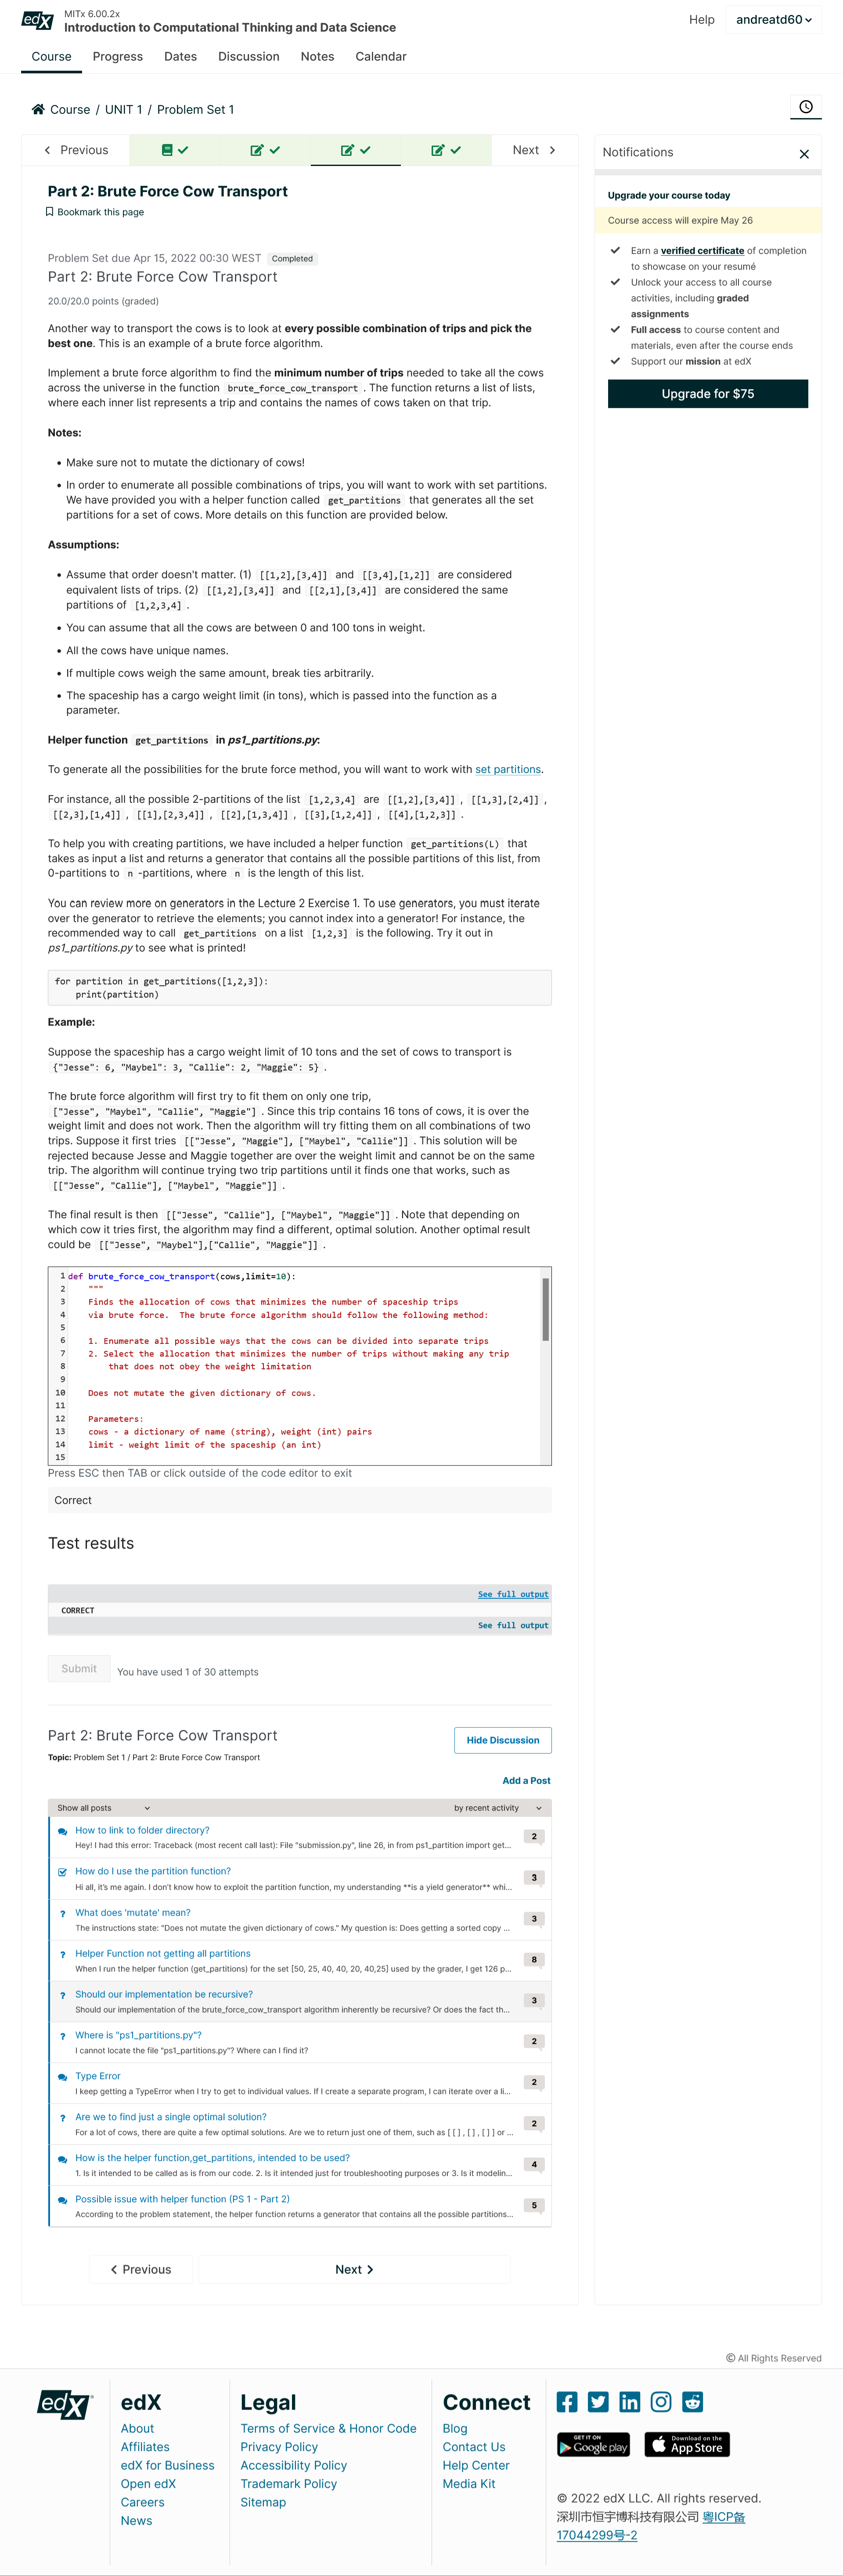 edX
MITx 6.00.2x
Introduction to Computational Thinking and Data Science
Help
andreatd60
Course
Progress
Dates
Discussion
Notes
Calendar
Course / UNIT 1 / Problem Set 1
Previous
Next
Part 2: Brute Force Cow Transport
Bookmark this page
Problem Set due Apr 15, 2022 00:30 WEST Completed
Part 2: Brute Force Cow Transport
20.0/20.0 points (graded)
Another way to transport the cows is to look at every possible combination of trips and pick the
best one. This is an example of a brute force algorithm.
Implement a brute force algorithm to find the minimum number of trips needed to take all the cows
across the universe in the function brute_force_cow_transport. The function returns a list of lists,
where each inner list represents a trip and contains the names of cows taken on that trip.
Notes:
• Make sure not to mutate the dictionary of cows!
• In order to enumerate all possible combinations of trips, you will want to work with set partitions.
We have provided you with a helper function called get_partitions that generates all the set
partitions for a set of cows. More details on this function are provided below.
Assumptions:
• Assume that order doesn't matter. (1) [[1,2],[3,4]] and [[3,4],[1,2]] are considered
equivalent lists of trips. (2) [[1,2],[3,4]] and [[2,1],[3,4]] are considered the same
partitions of [1,2,3,4].
• You can assume that all the cows are between 0 and 100 tons in weight.
• All the cows have unique names.
• If multiple cows weigh the same amount, break ties arbitrarily.
• The spaceship has a cargo weight limit (in tons), which is passed into the function as a
parameter.
Helper function get_partitions in ps1_partitions.py:
To generate all the possibilities for the brute force method, you will want to work with set partitions.
For instance, all the possible 2-partitions of the list [1,2,3,4] are [[1,2],[3,4]], [[1,3],[2,4]],
[[2,3],[1,4]], [[1],[2,3,4]], [[2],[1,3,4]], [[3],[1,2,4]], [[4],[1,2,3]].
To help you with creating partitions, we have included a helper function get_partitions(L) that
takes as input a list and returns a generator that contains all the possible partitions of this list, from
0-partitions to n-partitions, where n is the length of this list.
You can review more on generators in the Lecture 2 Exercise 1. To use generators, you must iterate
over the generator to retrieve the elements; you cannot index into a generator! For instance, the
recommended way to call get_partitions on a list [1,2,3] is the following. Try it out in
ps1_partitions.py to see what is printed!
for partition in get_partitions([1,2,3]):
    print(partition)
Example:
Suppose the spaceship has a cargo weight limit of 10 tons and the set of cows to transport is
{"Jesse": 6, "Maybel": 3, "Callie": 2, "Maggie": 5}.
The brute force algorithm will first try to fit them on only one trip,
["Jesse", "Maybel", "Callie", "Maggie"]. Since this trip contains 16 tons of cows, it is over the
weight limit and does not work. Then the algorithm will try fitting them on all combinations of two
trips. Suppose it first tries [["Jesse", "Maggie"], ["Maybel", "Callie"]]. This solution will be
rejected because Jesse and Maggie together are over the weight limit and cannot be on the same
trip. The algorithm will continue trying two trip partitions until it finds one that works, such as
[["Jesse", "Callie"], ["Maybel", "Maggie"]].
The final result is then [["Jesse", "Callie"], ["Maybel", "Maggie"]]. Note that depending on
which cow it tries first, the algorithm may find a different, optimal solution. Another optimal result
could be [["Jesse", "Maybel"],["Callie", "Maggie"]].
1 def brute_force_cow_transport(cows,limit=10):
2     """
3     Finds the allocation of cows that minimizes the number of spaceship trips
4     via brute force.  The brute force algorithm should follow the following method:
5
6     1. Enumerate all possible ways that the cows can be divided into separate trips
7     2. Select the allocation that minimizes the number of trips without making any trip
8         that does not obey the weight limitation
9
10     Does not mutate the given dictionary of cows.
11
12     Parameters:
13     cows - a dictionary of name (string), weight (int) pairs
14     limit - weight limit of the spaceship (an int)
15
Press ESC then TAB or click outside of the code editor to exit
Correct
Test results
See full output
CORRECT
See full output
Submit
You have used 1 of 30 attempts
Part 2: Brute Force Cow Transport
Hide Discussion
Topic: Problem Set 1 / Part 2: Brute Force Cow Transport
Add a Post
Show all posts
by recent activity
How to link to folder directory?
2
Hey! I had this error: Traceback (most recent call last): File "submission.py", line 26, in from ps1_partition import get...
How do I use the partition function?
3
Hi all, it's me again. I don't know how to exploit the partition function, my understanding **is a yield generator** whi...
What does 'mutate' mean?
3
The instructions state: "Does not mutate the given dictionary of cows." My question is: Does getting a sorted copy ...
Helper Function not getting all partitions
8
When I run the helper function (get_partitions) for the set [50, 25, 40, 40, 20, 40,25] used by the grader, I get 126 p...
Should our implementation be recursive?
3
Should our implementation of the brute_force_cow_transport algorithm inherently be recursive? Or does the fact th...
Where is "ps1_partitions.py"?
2
I cannot locate the file "ps1_partitions.py"? Where can I find it?
Type Error
2
I keep getting a TypeError when I try to get to individual values. If I create a separate program, I can iterate over a li...
Are we to find just a single optimal solution?
2
For a lot of cows, there are quite a few optimal solutions. Are we to return just one of them, such as [ [ ] , [ ] , [ ] ] or ...
How is the helper function,get_partitions, intended to be used?
4
1. Is it intended to be called as is from our code. 2. Is it intended just for troubleshooting purposes or 3. Is it modelin...
Possible issue with helper function (PS 1 - Part 2)
5
According to the problem statement, the helper function returns a generator that contains all the possible partitions...
Previous
Next
Notifications
Upgrade your course today
Course access will expire May 26
Earn a verified certificate of completion
to showcase on your resumé
Unlock your access to all course
activities, including graded
assignments
Full access to course content and
materials, even after the course ends
Support our mission at edX
Upgrade for $75
© All Rights Reserved
edX
edX
About
Affiliates
edX for Business
Open edX
Careers
News
Legal
Terms of Service & Honor Code
Privacy Policy
Accessibility Policy
Trademark Policy
Sitemap
Connect
Blog
Contact Us
Help Center
Media Kit
GET IT ON
Google play
Download on the
App Store
© 2022 edX LLC. All rights reserved.
深圳市恒宇博科技有限公司 粤ICP备
17044299号-2